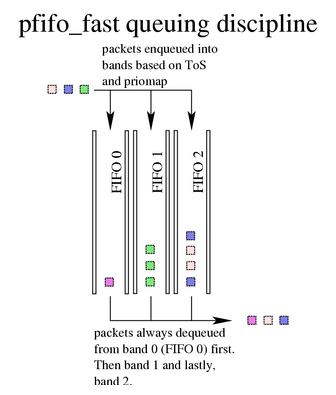 pfifo_fast queuing discipline
packets enqueued into
bands based on ToS
and priomap
FIFO 0
FIFO 1
FIFO 2
packets always dequeued
from band 0 (FIFO 0) first.
Then band 1 and lastly,
band 2.